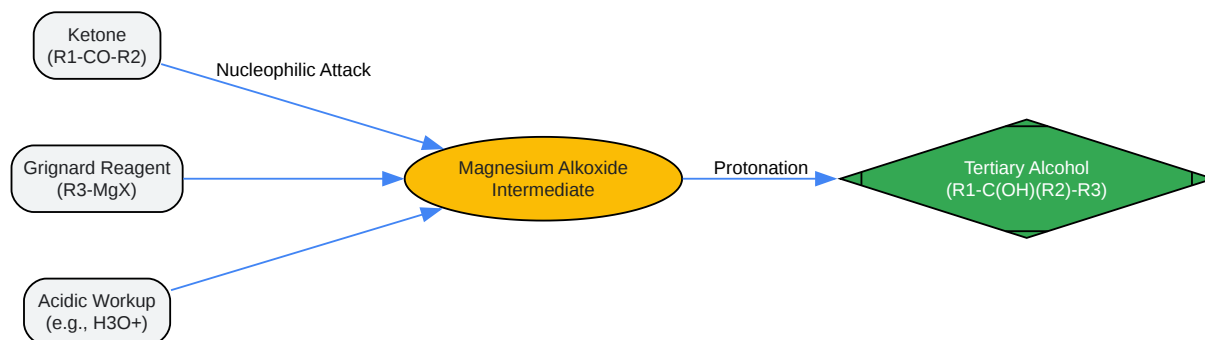 Ketone
(R1-CO-R2)
Nucleophilic Attack
Grignard Reagent
(R3-MgX)
Magnesium Alkoxide
Intermediate
Protonation
Tertiary Alcohol
(R1-C(OH)(R2)-R3)
Acidic Workup
(e.g., H3O+)